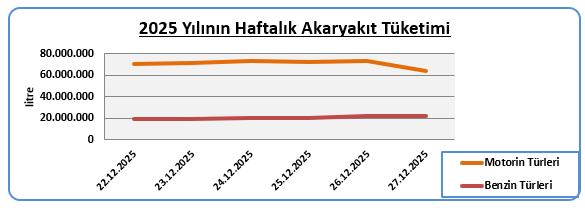 2025 Yılının Haftalık Akaryakıt Tüketimi
litre
80.000.000
60.000.000
40.000.000
20.000.000
0
22.12.2025
23.12.2025
24.12.2025
25.12.2025
26.12.2025
27.12.2025
Motorin Türleri
Benzin Türleri